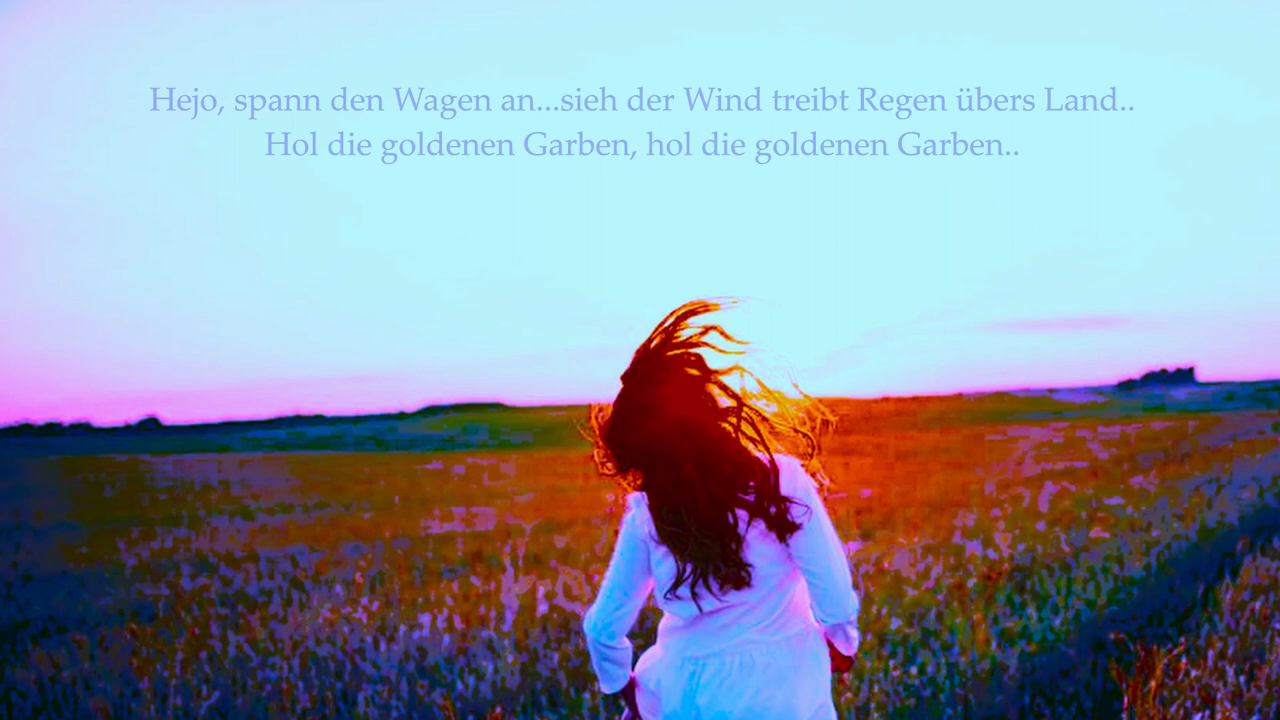 Hejo, spann den Wagen an...sieh der Wind treibt Regen übers Land..
Hol die goldenen Garben, hol die goldenen Garben..